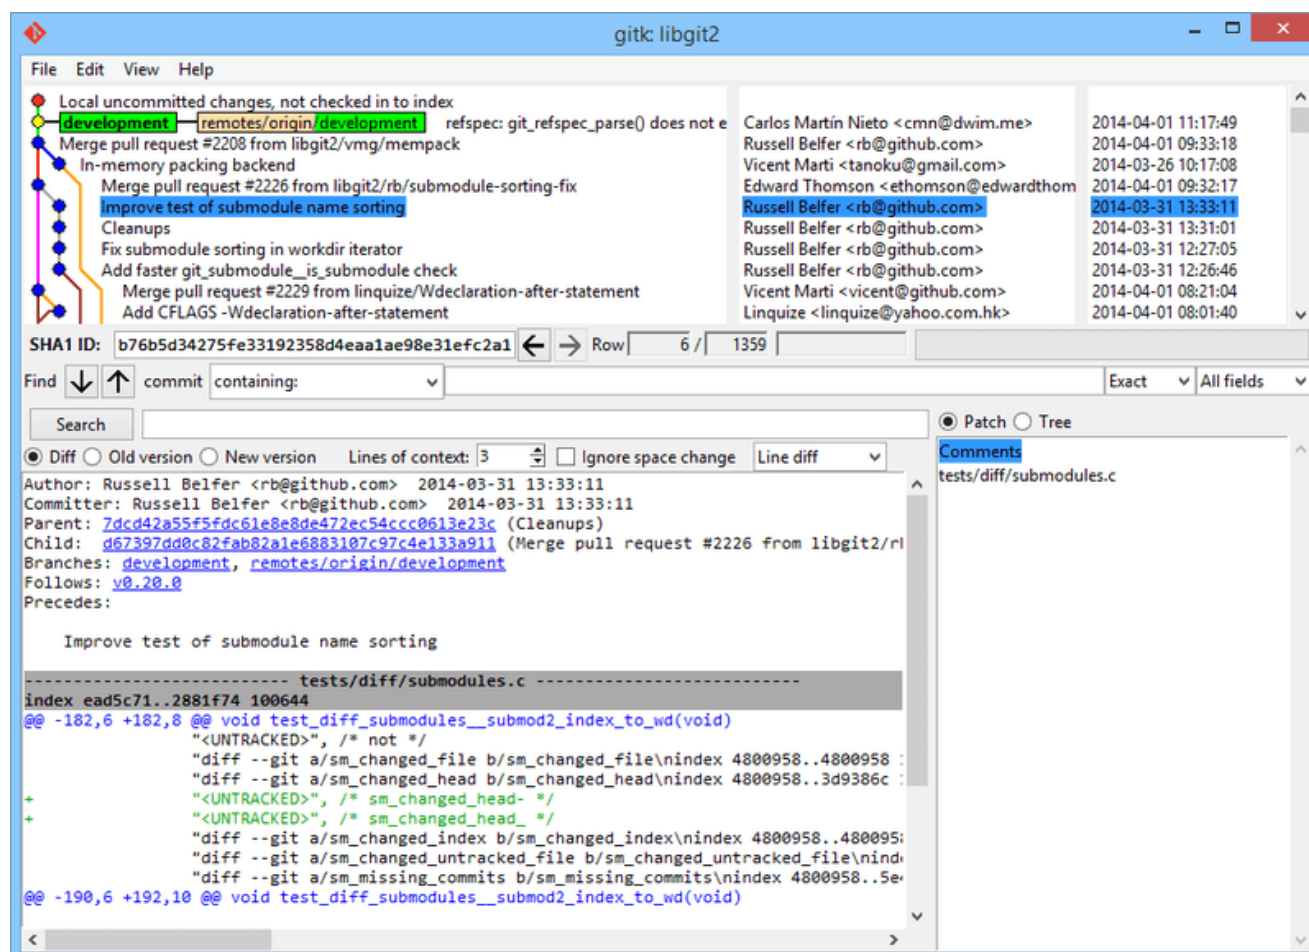 gitk: libgit2
File Edit View Help
Local uncommitted changes, not checked in to index
development remotes/origin/development refspec: git_refspec_parse() does not e Carlos Martín Nieto <cmn@dwim.me> 2014-04-01 11:17:49
Merge pull request #2208 from libgit2/vmg/mempack Russell Belfer <rb@github.com> 2014-04-01 09:33:18
In-memory packing backend Vicent Marti <tanoku@gmail.com> 2014-03-26 10:17:08
Merge pull request #2226 from libgit2/rb/submodule-sorting-fix Edward Thomson <ethomson@edwardthom 2014-04-01 09:32:17
Improve test of submodule name sorting Russell Belfer <rb@github.com> 2014-03-31 13:33:11
Cleanups Russell Belfer <rb@github.com> 2014-03-31 13:31:01
Fix submodule sorting in workdir iterator Russell Belfer <rb@github.com> 2014-03-31 12:27:05
Add faster git_submodule__is_submodule check Russell Belfer <rb@github.com> 2014-03-31 12:26:46
Merge pull request #2229 from linquize/Wdeclaration-after-statement Vicent Marti <vicent@github.com> 2014-04-01 08:21:04
Add CFLAGS -Wdeclaration-after-statement Linquize <linquize@yahoo.com.hk> 2014-04-01 08:01:40
SHA1 ID: b76b5d34275fe33192358d4eaa1ae98e31efc2a1 Row 6 / 1359
Find commit containing: Exact All fields
Search Patch Tree
Diff Old version New version Lines of context: 3 Ignore space change Line diff
Comments
tests/diff/submodules.c
Author: Russell Belfer <rb@github.com> 2014-03-31 13:33:11
Committer: Russell Belfer <rb@github.com> 2014-03-31 13:33:11
Parent: 7dcd42a55f5fdc61e8e8de472ec54ccc0613e23c (Cleanups)
Child: d67397dd0c82fab82a1e6883107c97c4e133a911 (Merge pull request #2226 from libgit2/rl
Branches: development, remotes/origin/development
Follows: v0.20.0
Precedes:
Improve test of submodule name sorting
--------------------------- tests/diff/submodules.c ---------------------------
index ead5c71..2881f74 100644
@@ -182,6 +182,8 @@ void test_diff_submodules__submod2_index_to_wd(void)
"<UNTRACKED>", /* not */
"diff --git a/sm_changed_file b/sm_changed_file\nindex 4800958..4800958
"diff --git a/sm_changed_head b/sm_changed_head\nindex 4800958..3d9386c
+ "<UNTRACKED>", /* sm_changed_head- */
+ "<UNTRACKED>", /* sm_changed_head_ */
"diff --git a/sm_changed_index b/sm_changed_index\nindex 4800958..480095
"diff --git a/sm_changed_untracked_file b/sm_changed_untracked_file\nind
"diff --git a/sm_missing_commits b/sm_missing_commits\nindex 4800958..5e
@@ -190,6 +192,10 @@ void test_diff_submodules__submod2_index_to_wd(void)